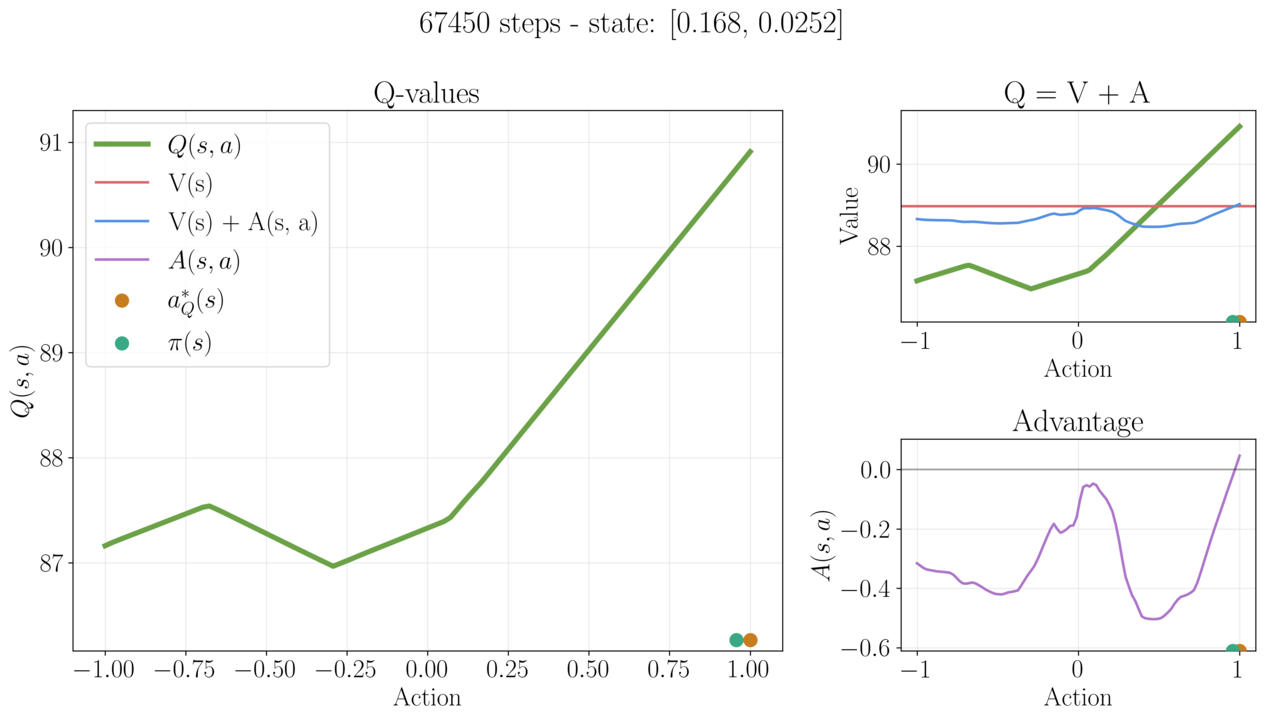 67450 steps - state: [0.168, 0.0252]
Q-values
91
90
89
88
87
Q(s, a)
Q(s, a)
V(s)
V(s) + A(s, a)
A(s, a)
a*Q(s)
π(s)
−1.00 −0.75 −0.50 −0.25 0.00 0.25 0.50 0.75 1.00
Action
Q = V + A
90
88
Value
−1 0 1
Action
Advantage
0.0
−0.2
−0.4
−0.6
A(s, a)
−1 0 1
Action